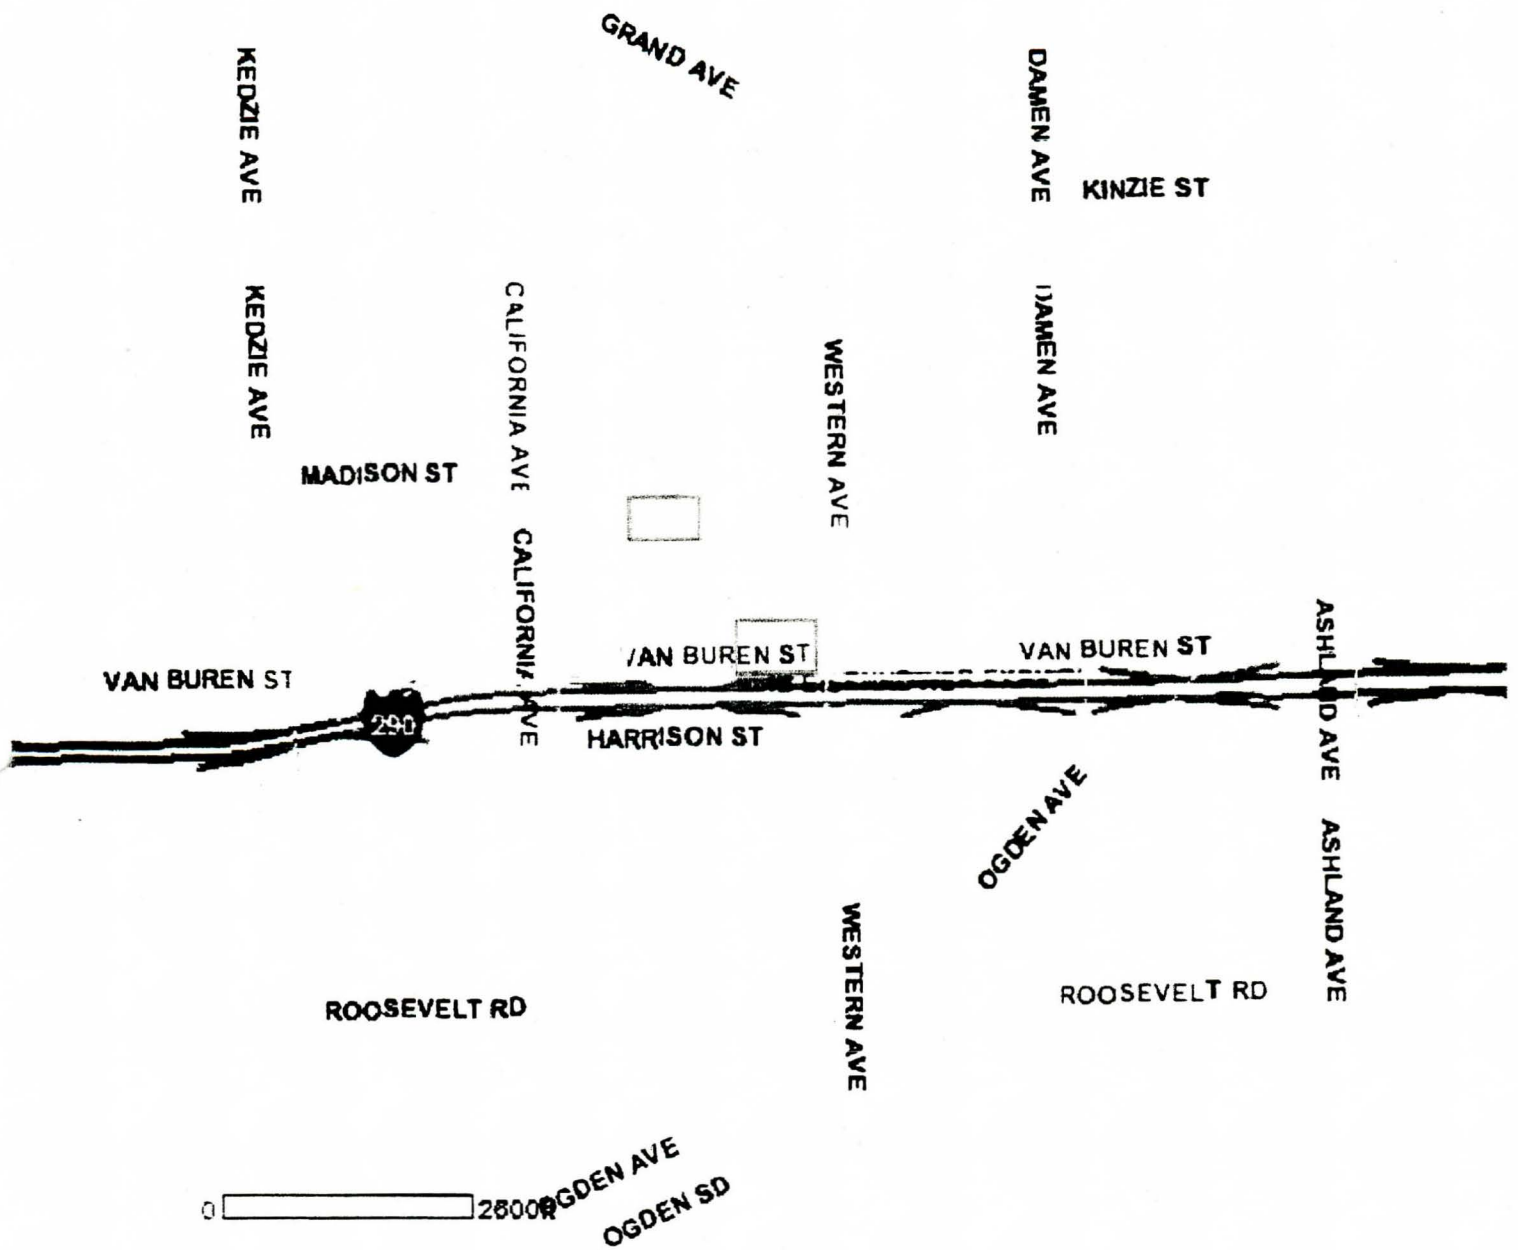 GRAND AVE
KEDZIE AVE
DAMEN AVE
KINZIE ST
KEDZIE AVE
CALIFORNIA AVE
DAMEN AVE
WESTERN AVE
MADISON ST
CALIFORNIA AVE
ASHLAND AVE
VAN BUREN ST
VAN BUREN ST
VAN BUREN ST
290
HARRISON ST
OGDEN AVE
ASHLAND AVE
WESTERN AVE
ROOSEVELT RD
ROOSEVELT RD
OGDEN AVE
0
OGDEN SD